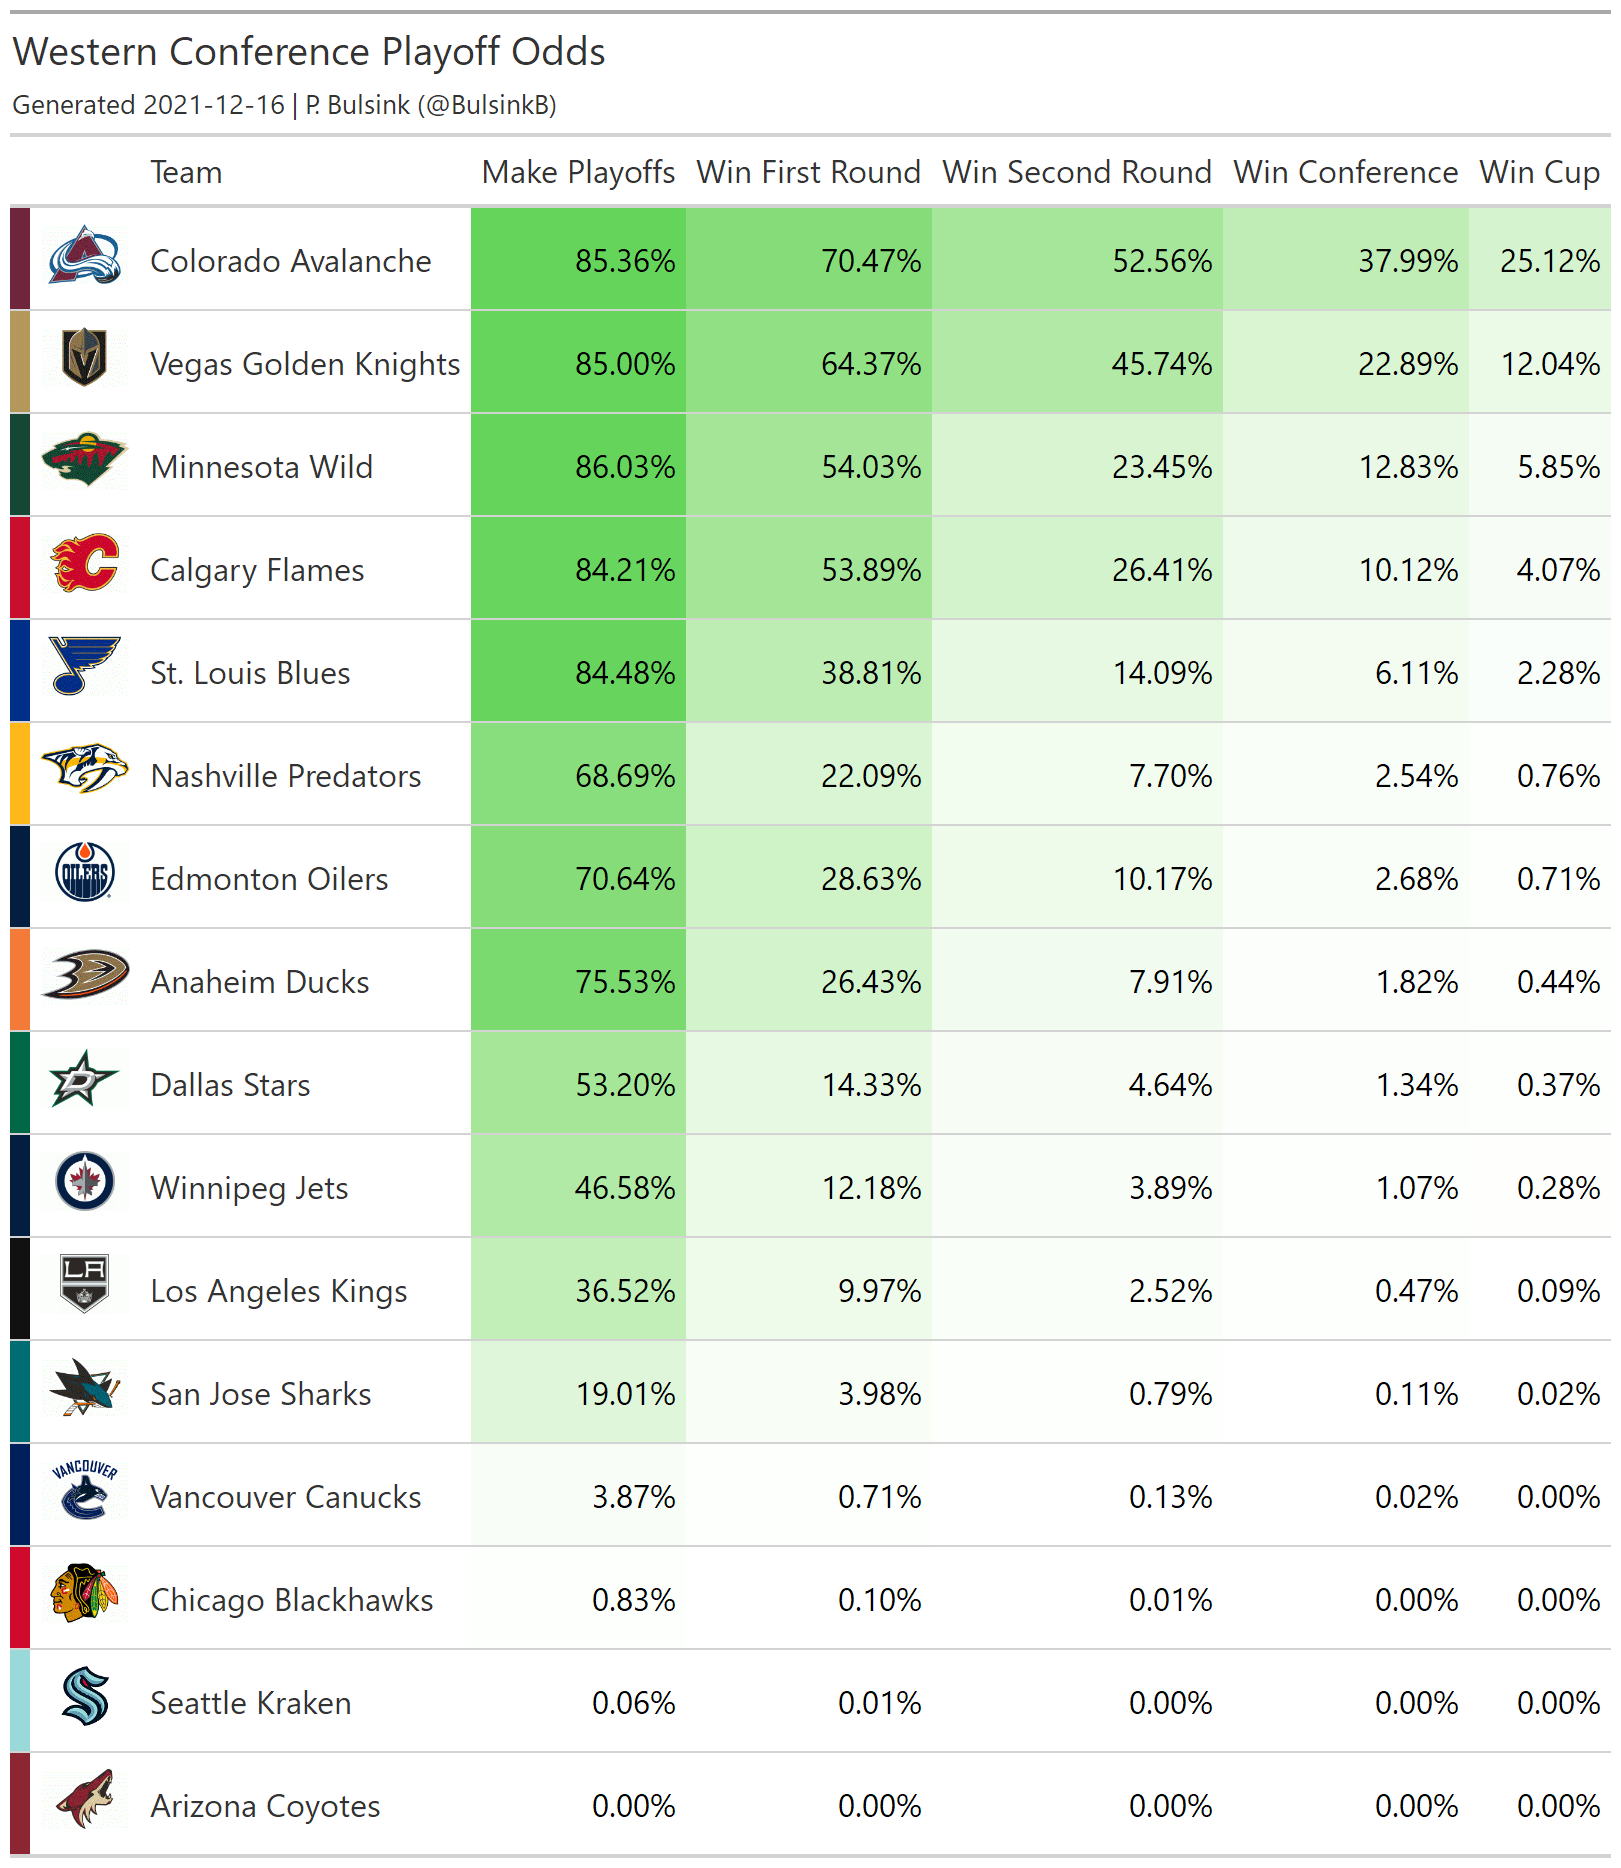 Western Conference Playoff Odds
Generated 2021-12-16 | P. Bulsink (@BulsinkB)
Team Make Playoffs Win First Round Win Second Round Win Conference Win Cup
Colorado Avalanche 85.36% 70.47% 52.56% 37.99% 25.12%
Vegas Golden Knights 85.00% 64.37% 45.74% 22.89% 12.04%
Minnesota Wild 86.03% 54.03% 23.45% 12.83% 5.85%
C Calgary Flames 84.21% 53.89% 26.41% 10.12% 4.07%
St. Louis Blues 84.48% 38.81% 14.09% 6.11% 2.28%
Nashville Predators 68.69% 22.09% 7.70% 2.54% 0.76%
OILERS Edmonton Oilers 70.64% 28.63% 10.17% 2.68% 0.71%
Anaheim Ducks 75.53% 26.43% 7.91% 1.82% 0.44%
D Dallas Stars 53.20% 14.33% 4.64% 1.34% 0.37%
Winnipeg Jets 46.58% 12.18% 3.89% 1.07% 0.28%
LA Los Angeles Kings 36.52% 9.97% 2.52% 0.47% 0.09%
San Jose Sharks 19.01% 3.98% 0.79% 0.11% 0.02%
VANCOUVER Vancouver Canucks 3.87% 0.71% 0.13% 0.02% 0.00%
Chicago Blackhawks 0.83% 0.10% 0.01% 0.00% 0.00%
Seattle Kraken 0.06% 0.01% 0.00% 0.00% 0.00%
Arizona Coyotes 0.00% 0.00% 0.00% 0.00% 0.00%